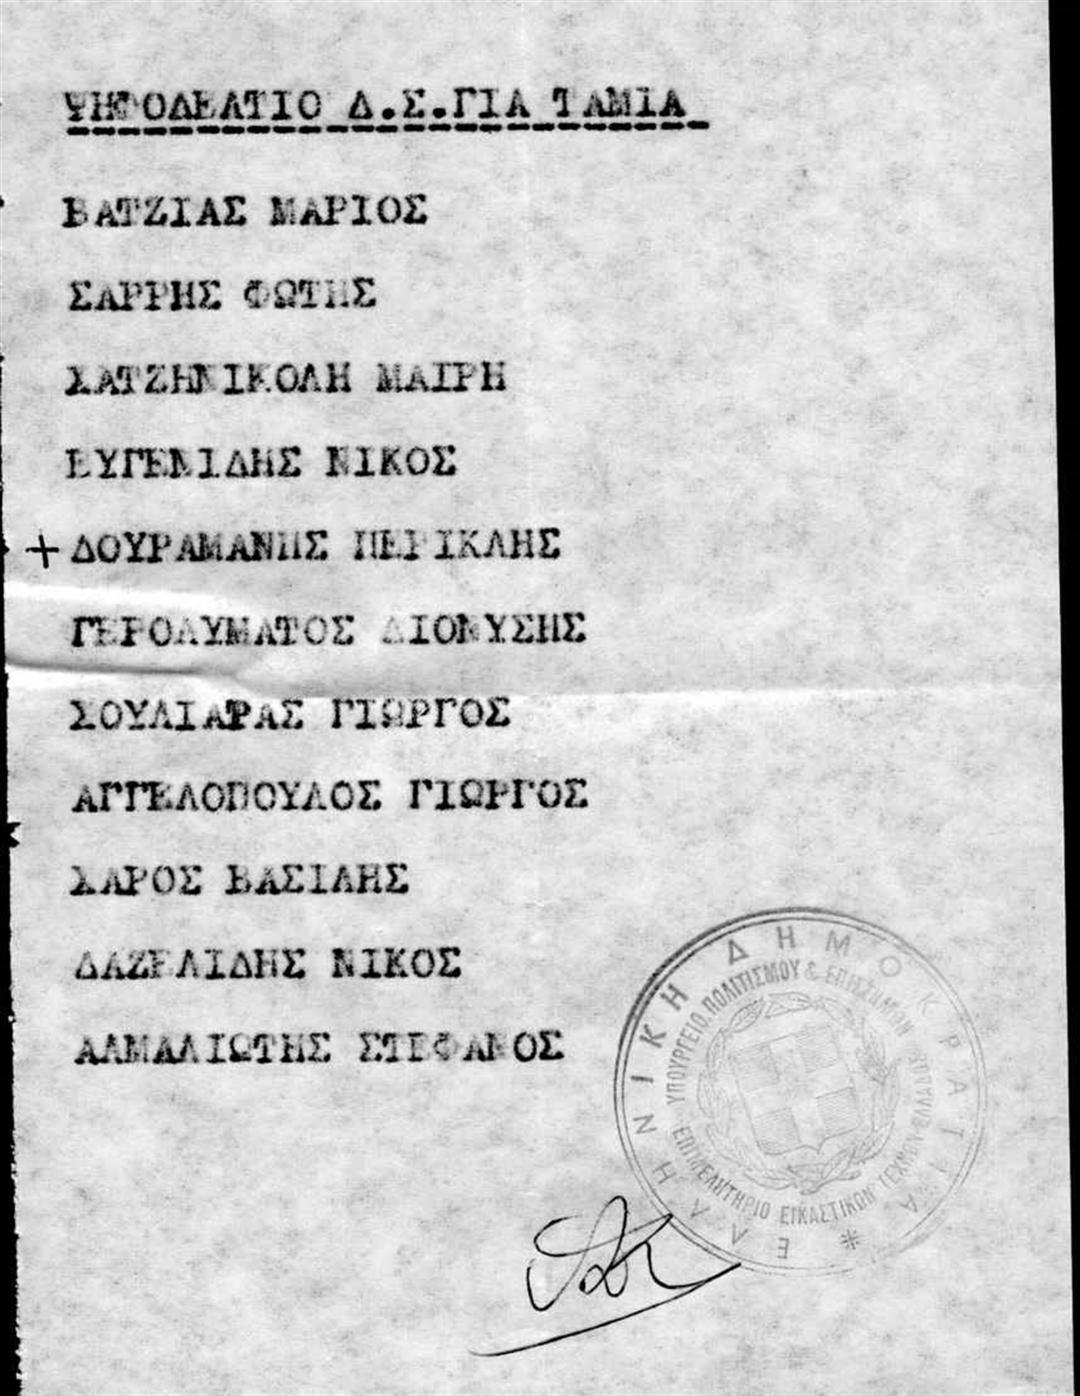 ΨΗΦΟΔΕΛΤΙΟ Δ.Σ.ΓΙΑ ΤΑΜΙΑ
ΒΑΤΖΙΑΣ ΜΑΡΙΟΣ
ΣΑΡΡΗΣ ΦΩΤΗΣ
ΧΑΤΖΗΝΙΚΟΛΗ ΜΑΙΡΗ
ΕΥΓΕΝΙΔΗΣ ΝΙΚΟΣ
+ ΔΟΥΡΑΜΑΝΗΣ ΠΕΡΙΚΛΗΣ
ΓΕΡΟΛΥΜΑΤΟΣ ΔΙΟΝΥΣΗΣ
ΧΟΥΛΙΑΡΑΣ ΓΙΩΡΓΟΣ
ΑΓΓΕΛΟΠΟΥΛΟΣ ΓΙΩΡΓΟΣ
ΧΑΡΟΣ ΒΑΣΙΛΗΣ
ΔΑΖΕΛΙΔΗΣ ΝΙΚΟΣ
ΑΛΜΑΛΙΩΤΗΣ ΣΤΕΦΑΝΟΣ
ΕΛΛΗΝΙΚΗ ΔΗΜΟΚΡΑΤΙΑ *
ΥΠΟΥΡΓΕΙΟ ΠΟΛΙΤΙΣΜΟΥ & ΕΠΙΣΤΗΜΩΝ
ΕΠΙΜΕΛΗΤΗΡΙΟ ΕΙΚΑΣΤΙΚΩΝ ΤΕΧΝΩΝ ΕΛΛΑΔΟΣ